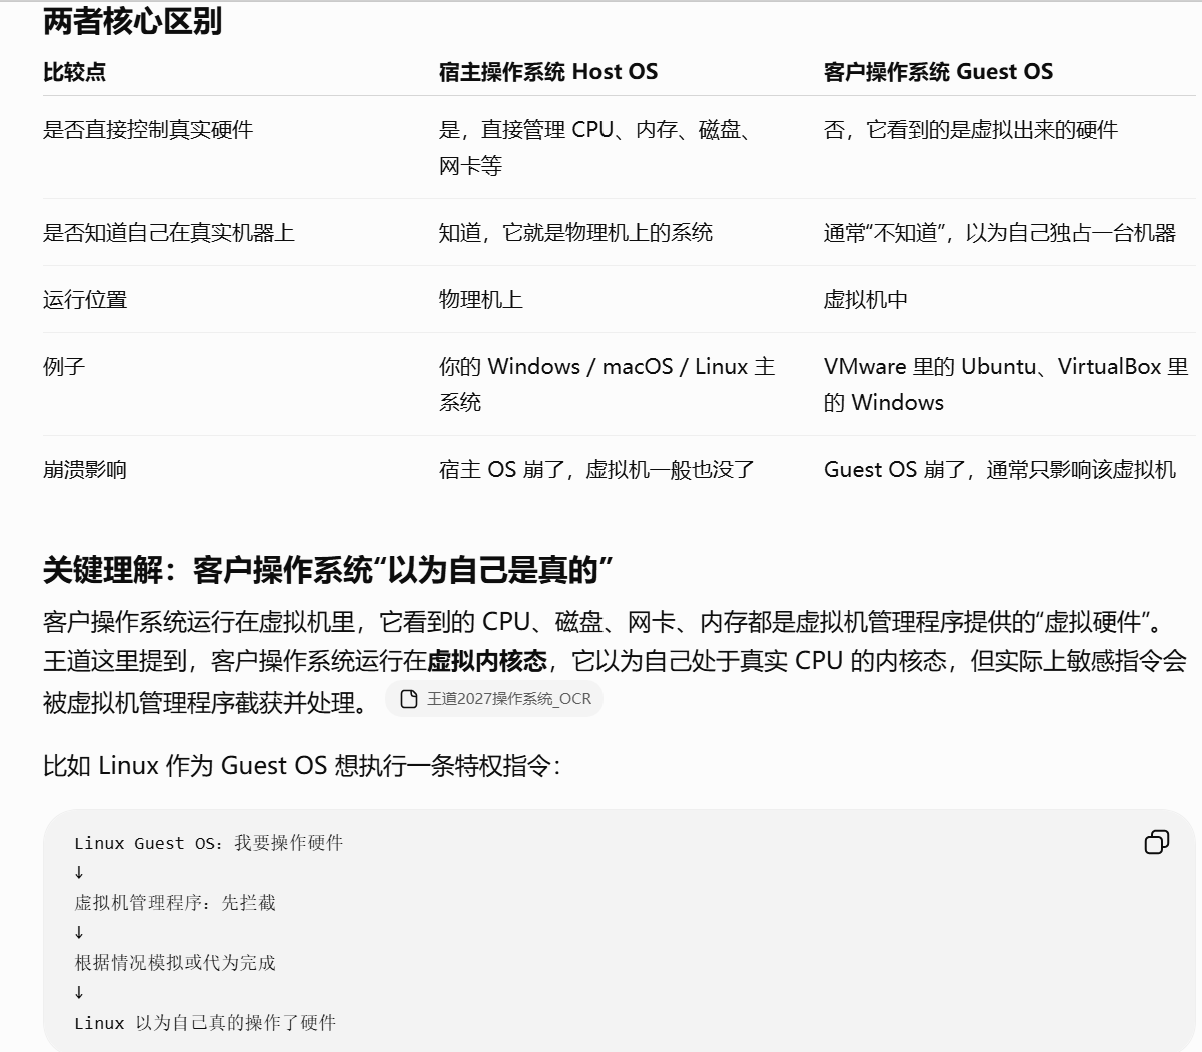 两者核心区别
比较点 宿主操作系统 Host OS 客户操作系统 Guest OS
是否直接控制真实硬件 是，直接管理 CPU、内存、磁盘、 否，它看到的是虚拟出来的硬件
网卡等
是否知道自己在真实机器上 知道，它就是物理机上的系统 通常“不知道”，以为自己独占一台机器
运行位置 物理机上 虚拟机中
例子 你的 Windows / macOS / Linux 主 VMware 里的 Ubuntu、VirtualBox 里
系统 的 Windows
崩溃影响 宿主 OS 崩了，虚拟机一般也没了 Guest OS 崩了，通常只影响该虚拟机
关键理解：客户操作系统“以为自己是真的”
客户操作系统运行在虚拟机里，它看到的 CPU、磁盘、网卡、内存都是虚拟机管理程序提供的“虚拟硬件”。
王道这里提到，客户操作系统运行在虚拟内核态，它以为自己处于真实 CPU 的内核态，但实际上敏感指令会
被虚拟机管理程序截获并处理。 王道2027操作系统_OCR
比如 Linux 作为 Guest OS 想执行一条特权指令：
Linux Guest OS：我要操作硬件
↓
虚拟机管理程序：先拦截
↓
根据情况模拟或代为完成
↓
Linux 以为自己真的操作了硬件